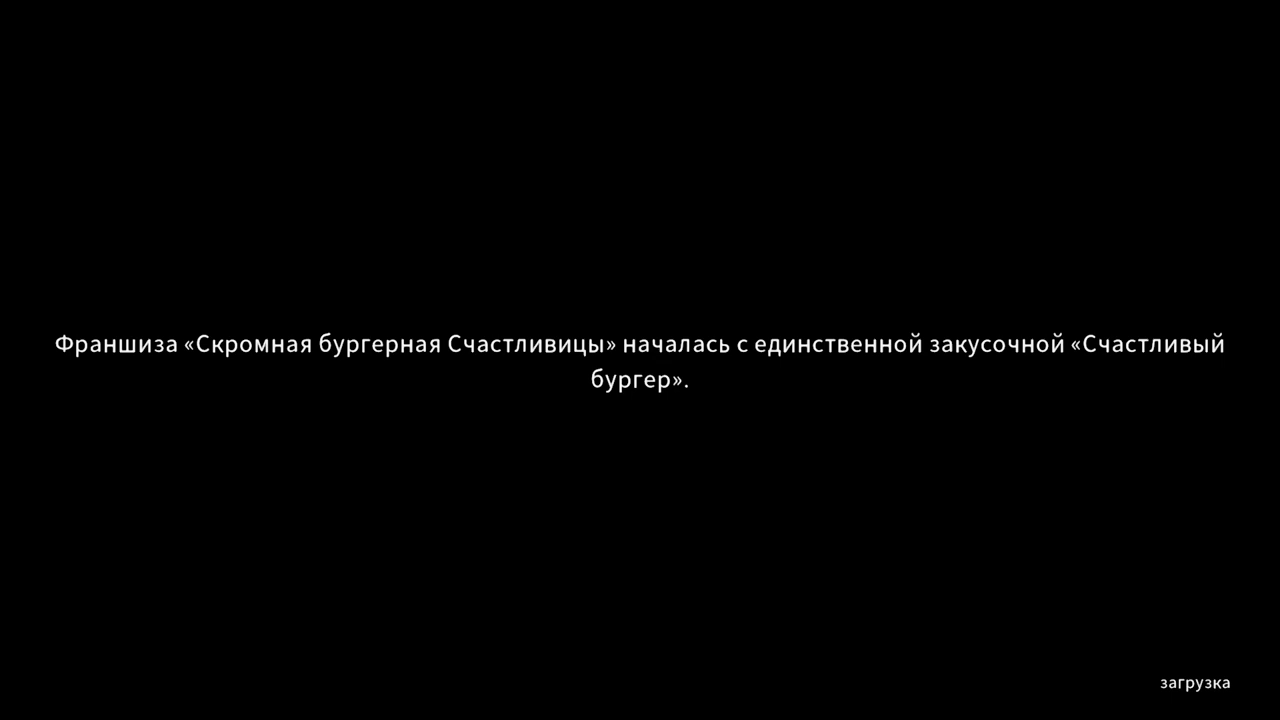 Франшиза «Скромная бургерная Счастливицы» началась с единственной закусочной «Счастливый
бургер».
загрузка